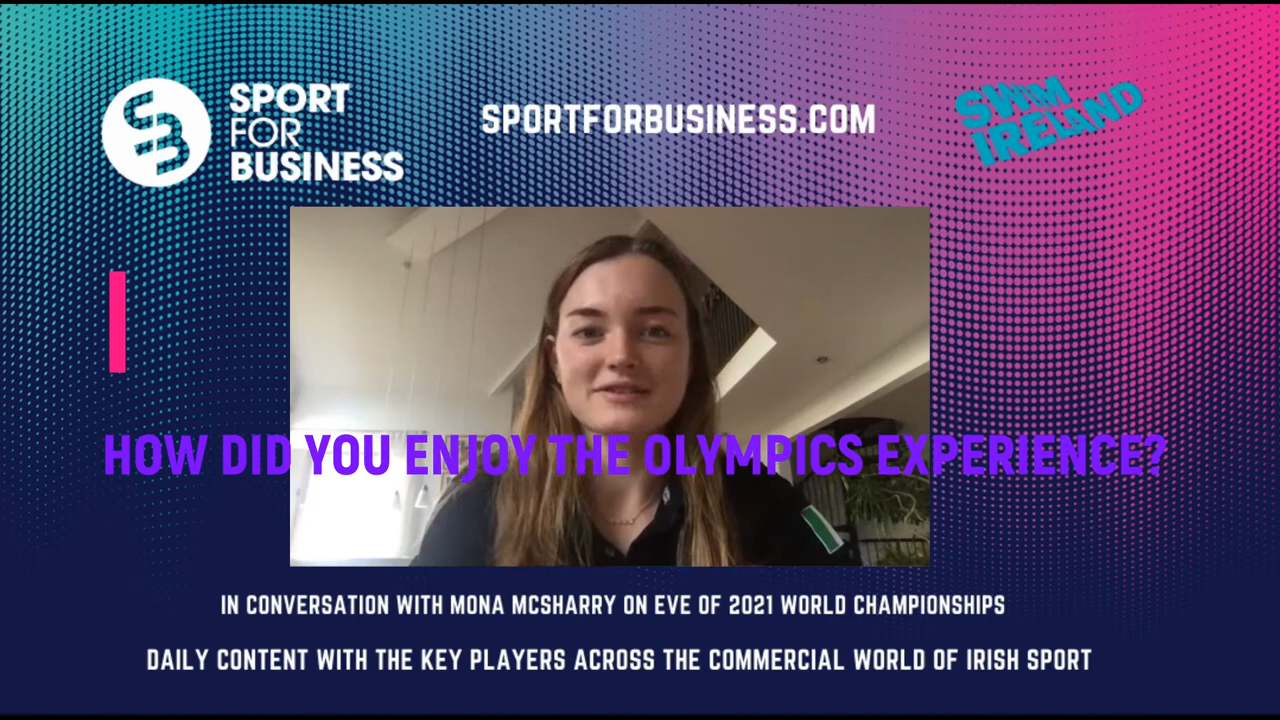 SPORT
FOR
BUSINESS
SPORTFORBUSINESS.COM
SWIM
IRELAND
HOW DID YOU ENJOY THE OLYMPICS EXPERIENCE?
IN CONVERSATION WITH MONA MCSHARRY ON EVE OF 2021 WORLD CHAMPIONSHIPS
DAILY CONTENT WITH THE KEY PLAYERS ACROSS THE COMMERCIAL WORLD OF IRISH SPORT